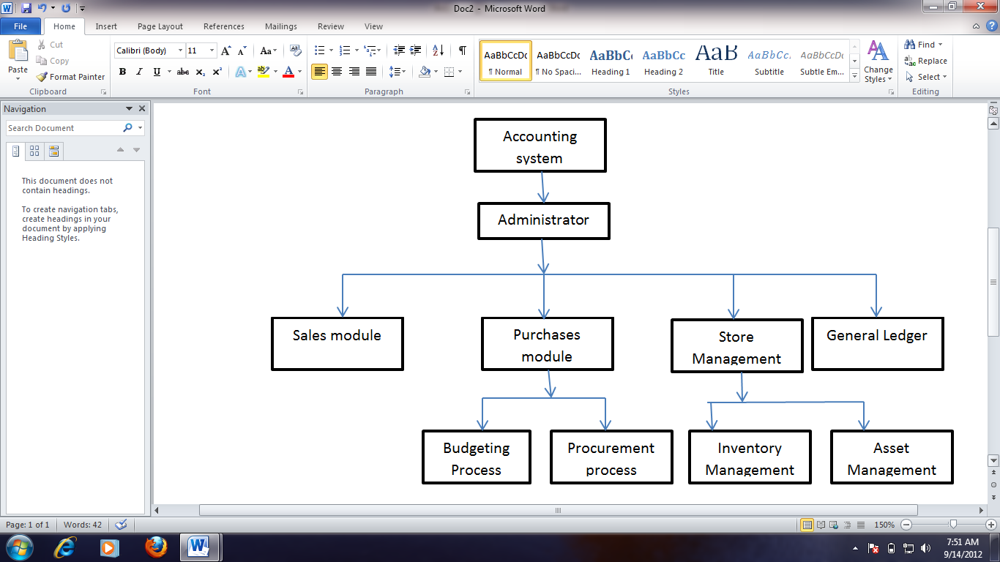 Doc2 - Microsoft Word
File Home Insert Page Layout References Mailings Review View
Paste
Cut
Copy
Format Painter
Clipboard
Calibri (Body) 11
B I U abc x₂ x² A A
A A Aa
Font
Paragraph
AaBbCcDc AaBbCcDc AaBbCc AaBbCc AaB AaBbCc. AaBbCcDc
¶ Normal ¶ No Spaci... Heading 1 Heading 2 Title Subtitle Subtle Em...
Styles
Change
Styles
Find
Replace
Select
Editing
Navigation
Search Document
This document does not
contain headings.
To create navigation tabs,
create headings in your
document by applying
Heading Styles.
Accounting
system
Administrator
Sales module
Purchases
module
Store
Management
General Ledger
Budgeting
Process
Procurement
process
Inventory
Management
Asset
Management
Page: 1 of 1 Words: 42
150%
7:51 AM
9/14/2012